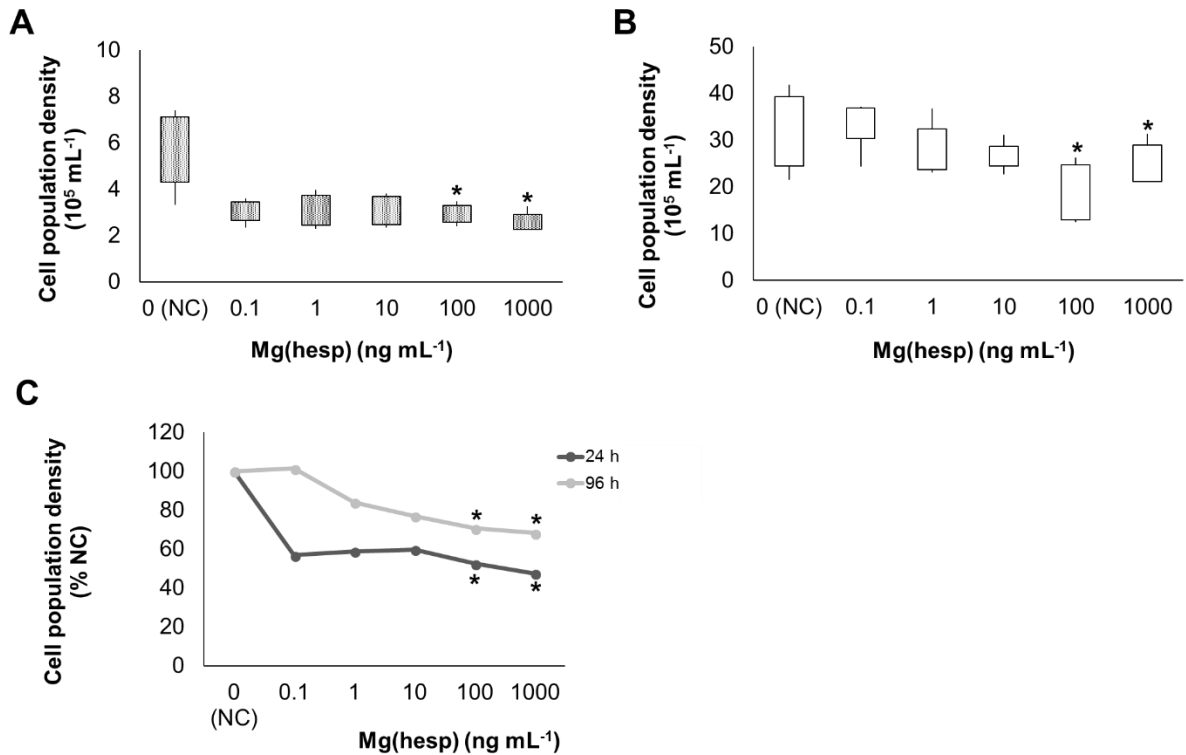 A
Cell population density
(10⁵ mL⁻¹)
10
8
6
4
2
0
* *
0 (NC) 0.1 1 10 100 1000
Mg(hesp) (ng mL⁻¹)
B
Cell population density
(10⁵ mL⁻¹)
50
40
30
20
10
0
* *
0 (NC) 0.1 1 10 100 1000
Mg(hesp) (ng mL⁻¹)
C
Cell population density
(% NC)
120
100
80
60
40
20
0
24 h
96 h
* *
* *
0 0.1 1 10 100 1000
(NC)
Mg(hesp) (ng mL⁻¹)